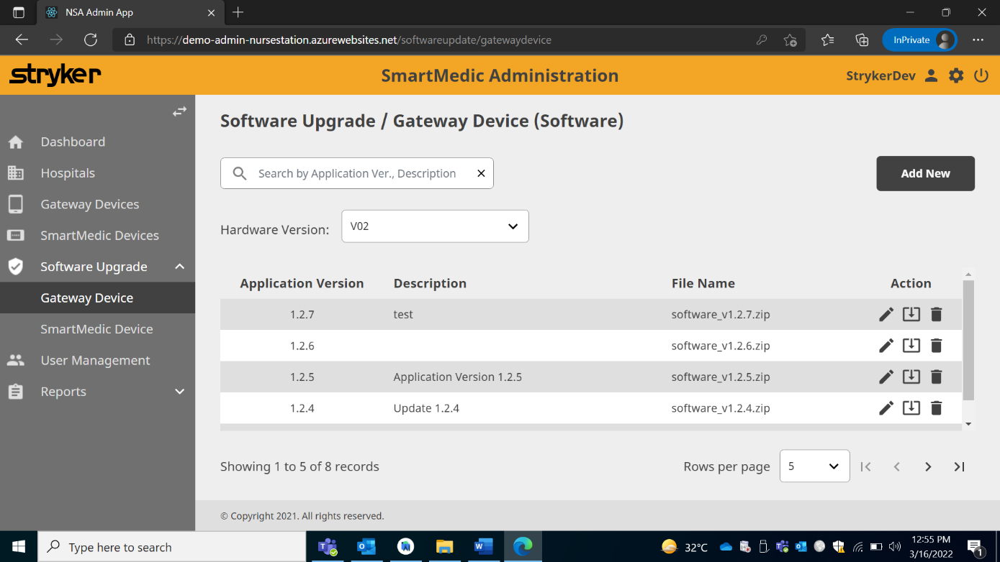 NSA Admin App
https://demo-admin-nursestation.azurewebsites.net/softwareupdate/gatewaydevice
InPrivate
stryker
SmartMedic Administration
StrykerDev
Dashboard
Hospitals
Gateway Devices
SmartMedic Devices
Software Upgrade
Gateway Device
SmartMedic Device
User Management
Reports
Software Upgrade / Gateway Device (Software)
Search by Application Ver., Description
Add New
Hardware Version: V02
Application Version Description File Name Action
1.2.7 test software_v1.2.7.zip
1.2.6 software_v1.2.6.zip
1.2.5 Application Version 1.2.5 software_v1.2.5.zip
1.2.4 Update 1.2.4 software_v1.2.4.zip
Showing 1 to 5 of 8 records
Rows per page 5
© Copyright 2021. All rights reserved.
Type here to search
32°C
12:55 PM
3/16/2022
1